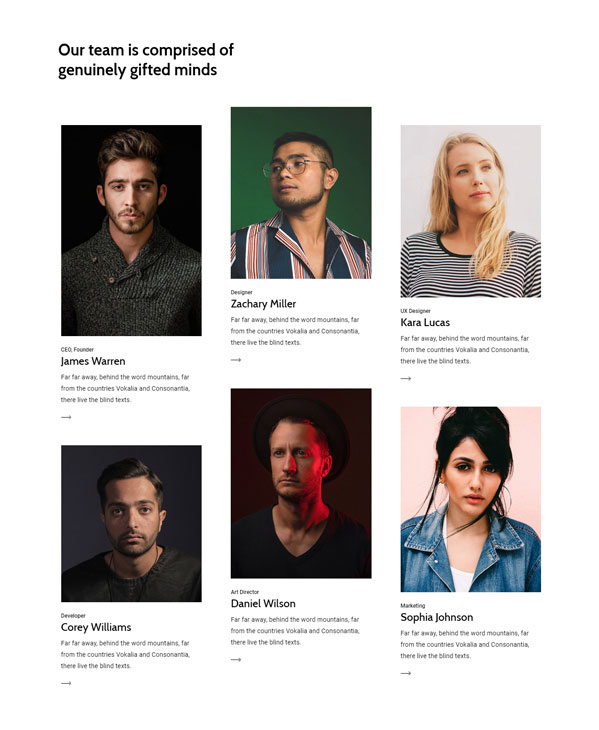 Our team is comprised of
genuinely gifted minds
CEO, Founder
James Warren
Far far away, behind the word mountains, far
from the countries Vokalia and Consonantia,
there live the blind texts.
Developer
Corey Williams
Far far away, behind the word mountains, far
from the countries Vokalia and Consonantia,
there live the blind texts.
Designer
Zachary Miller
Far far away, behind the word mountains, far
from the countries Vokalia and Consonantia,
there live the blind texts.
Art Director
Daniel Wilson
Far far away, behind the word mountains, far
from the countries Vokalia and Consonantia,
there live the blind texts.
UX Designer
Kara Lucas
Far far away, behind the word mountains, far
from the countries Vokalia and Consonantia,
there live the blind texts.
Marketing
Sophia Johnson
Far far away, behind the word mountains, far
from the countries Vokalia and Consonantia,
there live the blind texts.